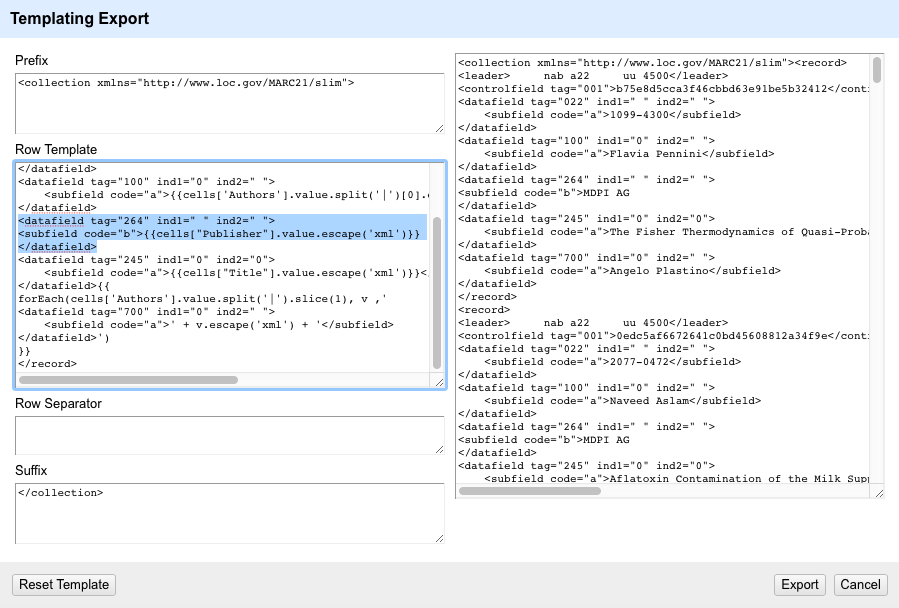 Templating Export
Prefix
<collection xmlns="http://www.loc.gov/MARC21/slim">
Row Template
</datafield>
<datafield tag="100" ind1="0" ind2=" ">
    <subfield code="a">{{cells['Authors'].value.split('|')[0].
</datafield>
<datafield tag="264" ind1=" " ind2=" ">
<subfield code="b">{{cells["Publisher"].value.escape('xml')}}
</datafield>
<datafield tag="245" ind1="0" ind2="0">
    <subfield code="a">{{cells["Title"].value.escape('xml')}}<
</datafield>{{
forEach(cells['Authors'].value.split('|').slice(1), v ,'
<datafield tag="700" ind1="0" ind2=" ">
    <subfield code="a">' + v.escape('xml') + '</subfield>
</datafield>')
}}
</record>
Row Separator
Suffix
</collection>
<collection xmlns="http://www.loc.gov/MARC21/slim"><record>
<leader>     nab a22     uu 4500</leader>
<controlfield tag="001">b75e8d5cca3f46cbbd63e91be5b32412</cont
<datafield tag="022" ind1=" " ind2=" ">
    <subfield code="a">1099-4300</subfield>
</datafield>
<datafield tag="100" ind1="0" ind2=" ">
    <subfield code="a">Flavia Pennini</subfield>
</datafield>
<datafield tag="264" ind1=" " ind2=" ">
<subfield code="b">MDPI AG
</datafield>
<datafield tag="245" ind1="0" ind2="0">
    <subfield code="a">The Fisher Thermodynamics of Quasi-Proba
</datafield>
<datafield tag="700" ind1="0" ind2=" ">
    <subfield code="a">Angelo Plastino</subfield>
</datafield>
</record>
<record>
<leader>     nab a22     uu 4500</leader>
<controlfield tag="001">0edc5af6672641c0bd45608812a34f9e</cont
<datafield tag="022" ind1=" " ind2=" ">
    <subfield code="a">2077-0472</subfield>
</datafield>
<datafield tag="100" ind1="0" ind2=" ">
    <subfield code="a">Naveed Aslam</subfield>
</datafield>
<datafield tag="264" ind1=" " ind2=" ">
<subfield code="b">MDPI AG
</datafield>
<datafield tag="245" ind1="0" ind2="0">
    <subfield code="a">Aflatoxin Contamination of the Milk Supp
Reset Template
Export
Cancel